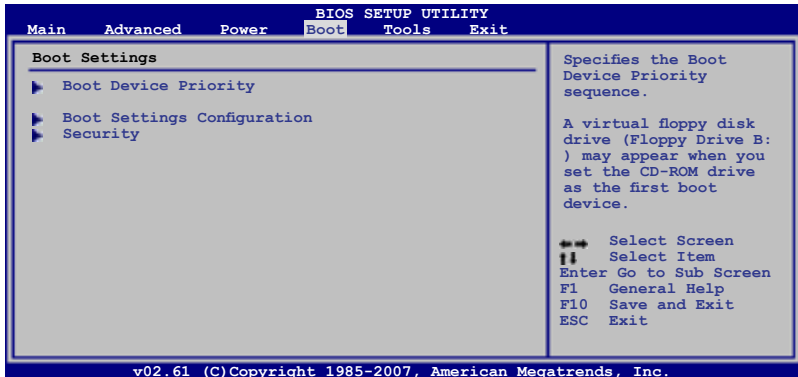 BIOS SETUP UTILITY
Main Advanced Power Boot Tools Exit
Boot Settings
Boot Device Priority
Boot Settings Configuration
Security
Specifies the Boot
Device Priority
sequence.
A virtual floppy disk
drive (Floppy Drive B:
) may appear when you
set the CD-ROM drive
as the first boot
device.
Select Screen
Select Item
Enter Go to Sub Screen
F1 General Help
F10 Save and Exit
ESC Exit
v02.61 (C)Copyright 1985-2007, American Megatrends, Inc.